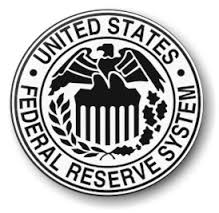 UNITED STATES
FEDERAL RESERVE SYSTEM